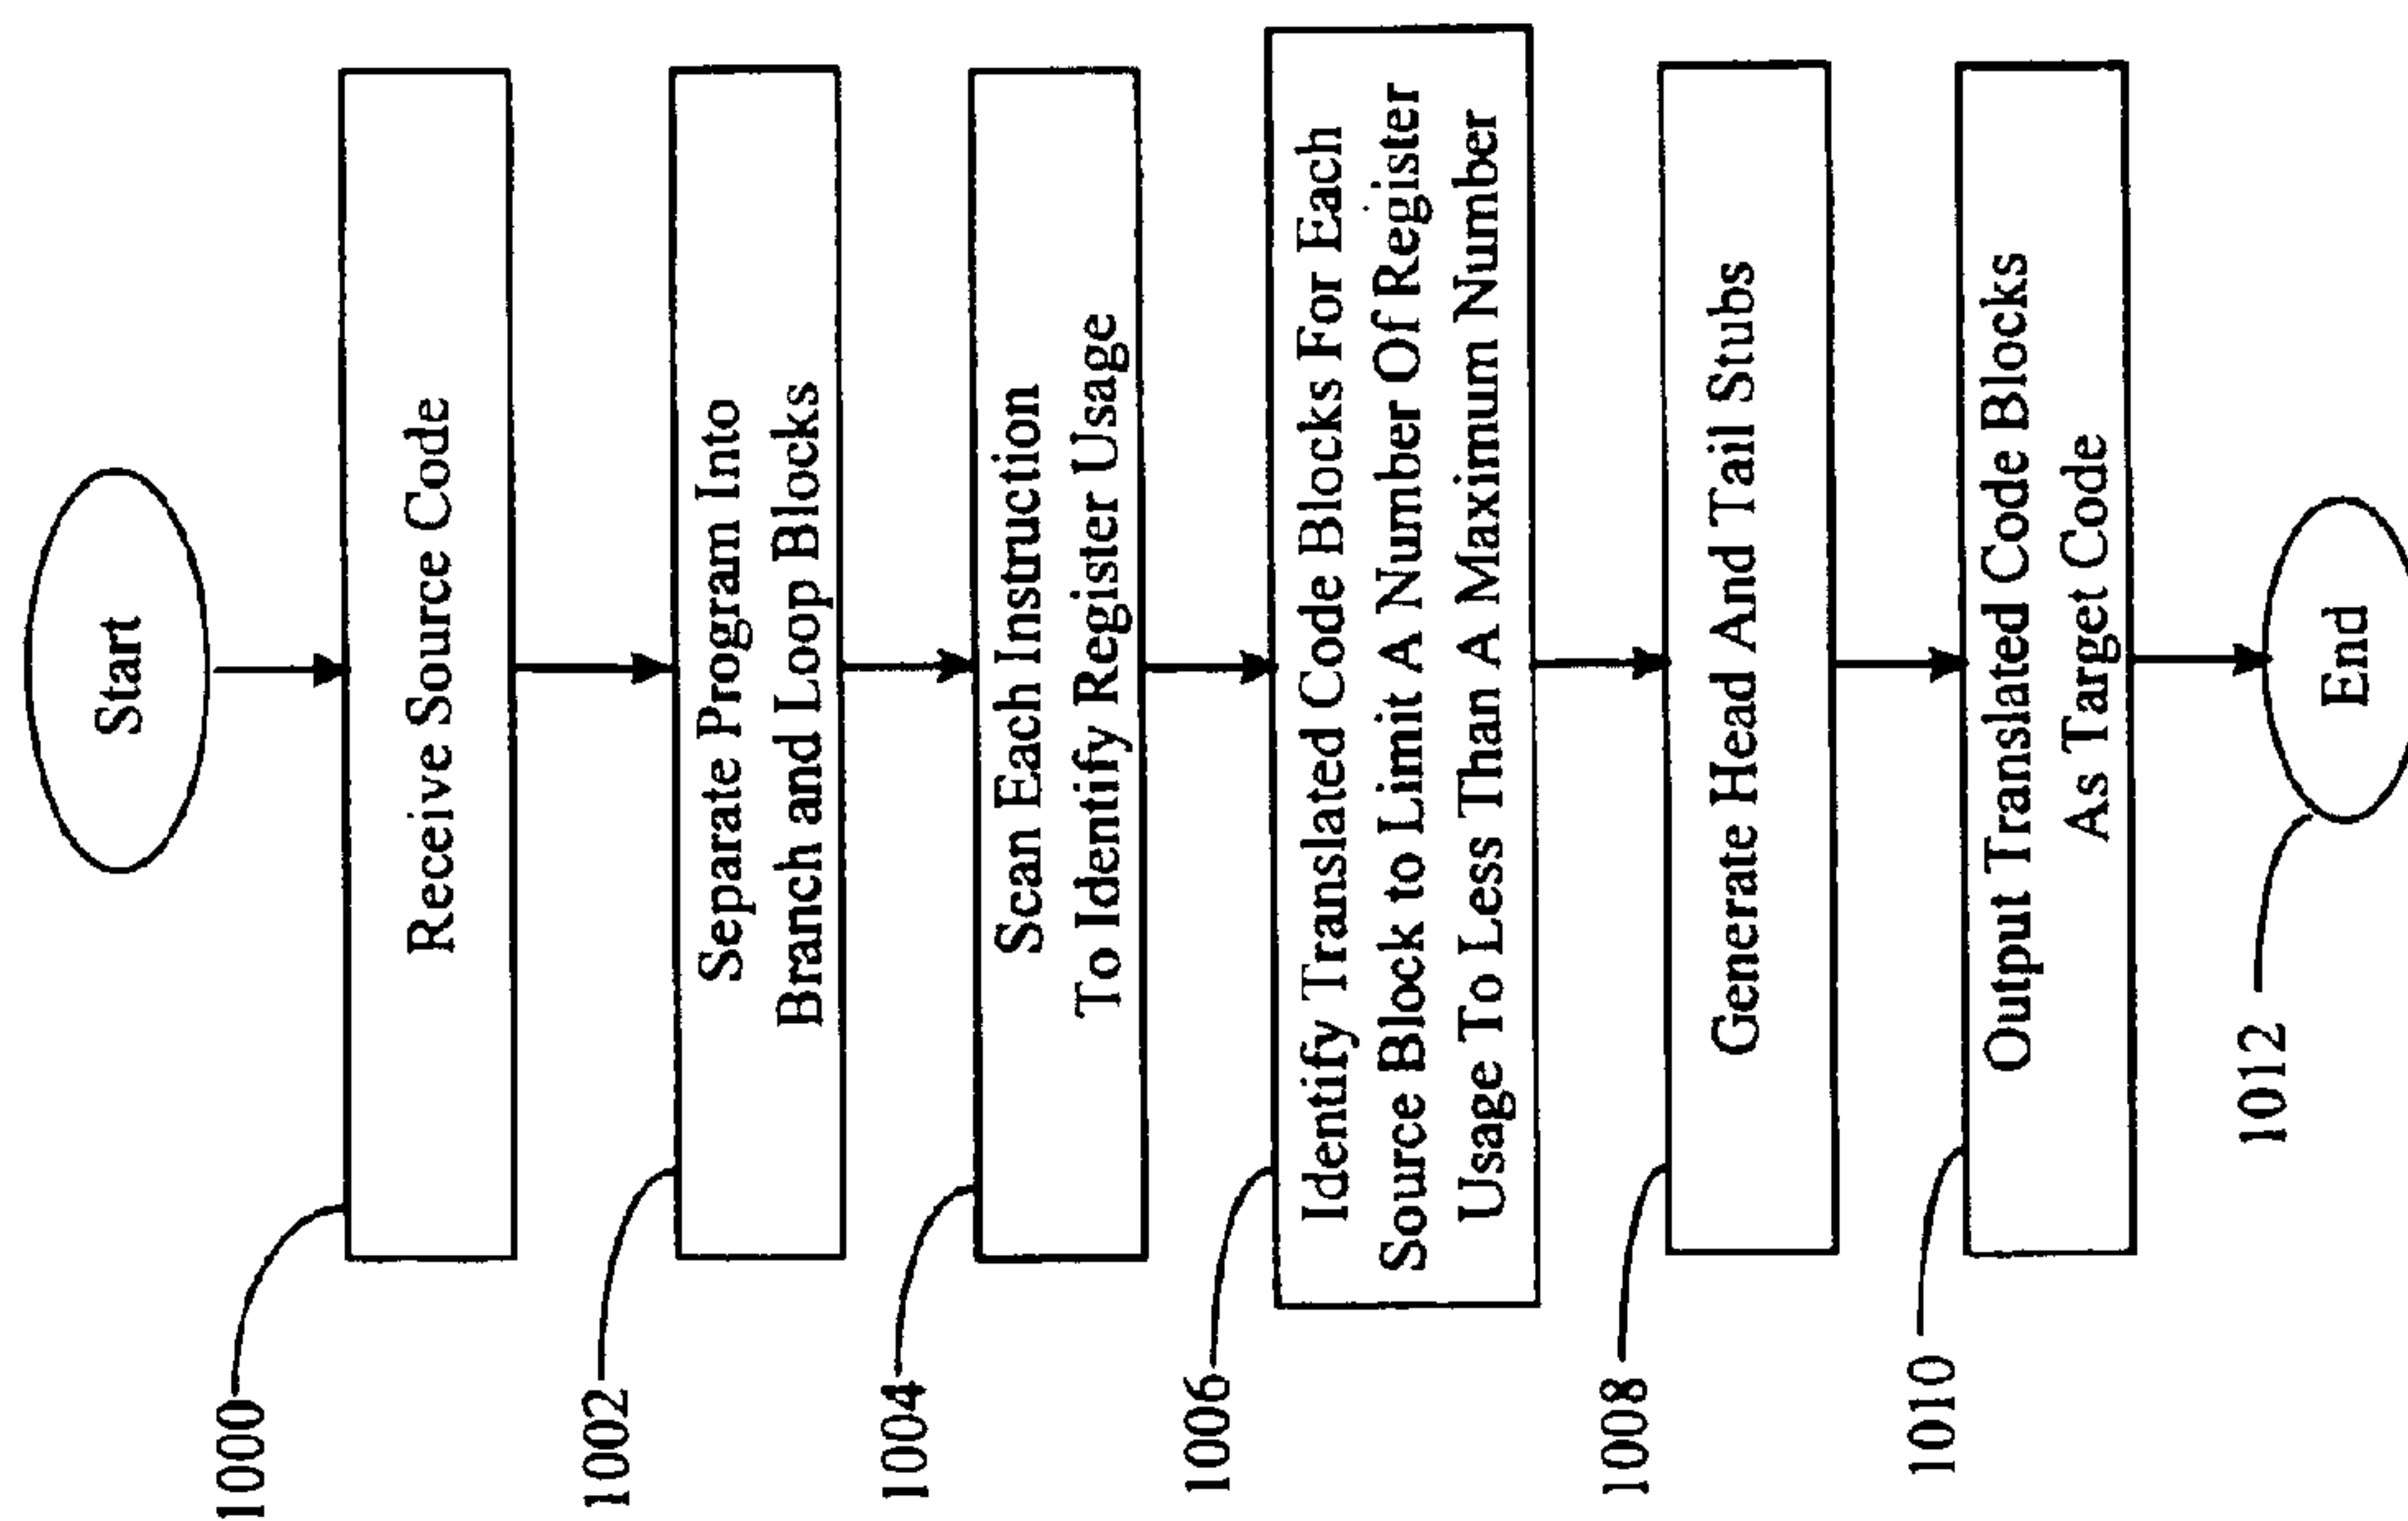 Start
1000
Receive Source Code
1002
Separate Program Into
Branch and Loop Blocks
1004
Scan Each Instruction
To Identify Register Usage
1006
Identify Translated Code Blocks For Each
Source Block to Limit A Number Of Register
Usage To Less Than A Maximum Number
1008
Generate Head And Tail Stubs
1010
Output Translated Code Blocks
As Target Code
1012
End